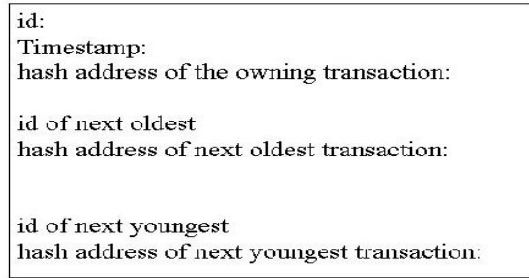 id:
Timestamp:
hash address of the owning transaction:
id of next oldest
hash address of next oldest transaction:
id of next youngest
hash address of next youngest transaction: